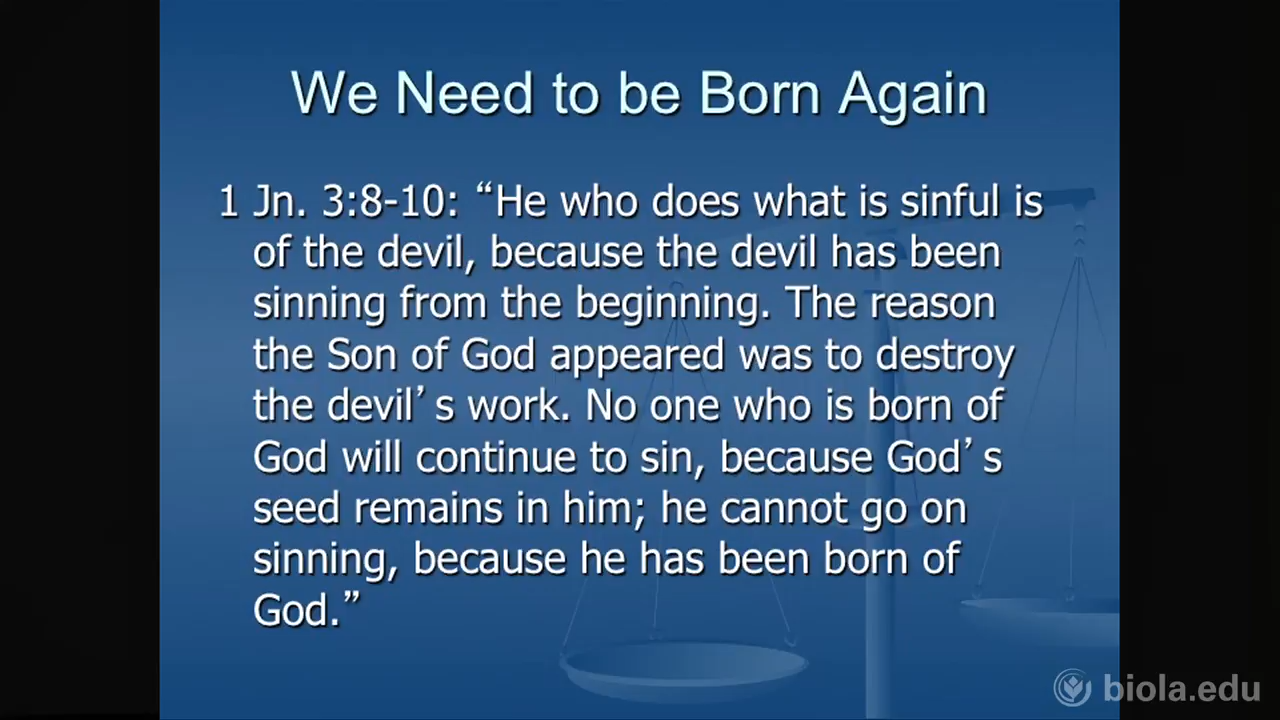 We Need to be Born Again
1 Jn. 3:8-10: “He who does what is sinful is
of the devil, because the devil has been
sinning from the beginning. The reason
the Son of God appeared was to destroy
the devil’s work. No one who is born of
God will continue to sin, because God’s
seed remains in him; he cannot go on
sinning, because he has been born of
God.”
biola.edu